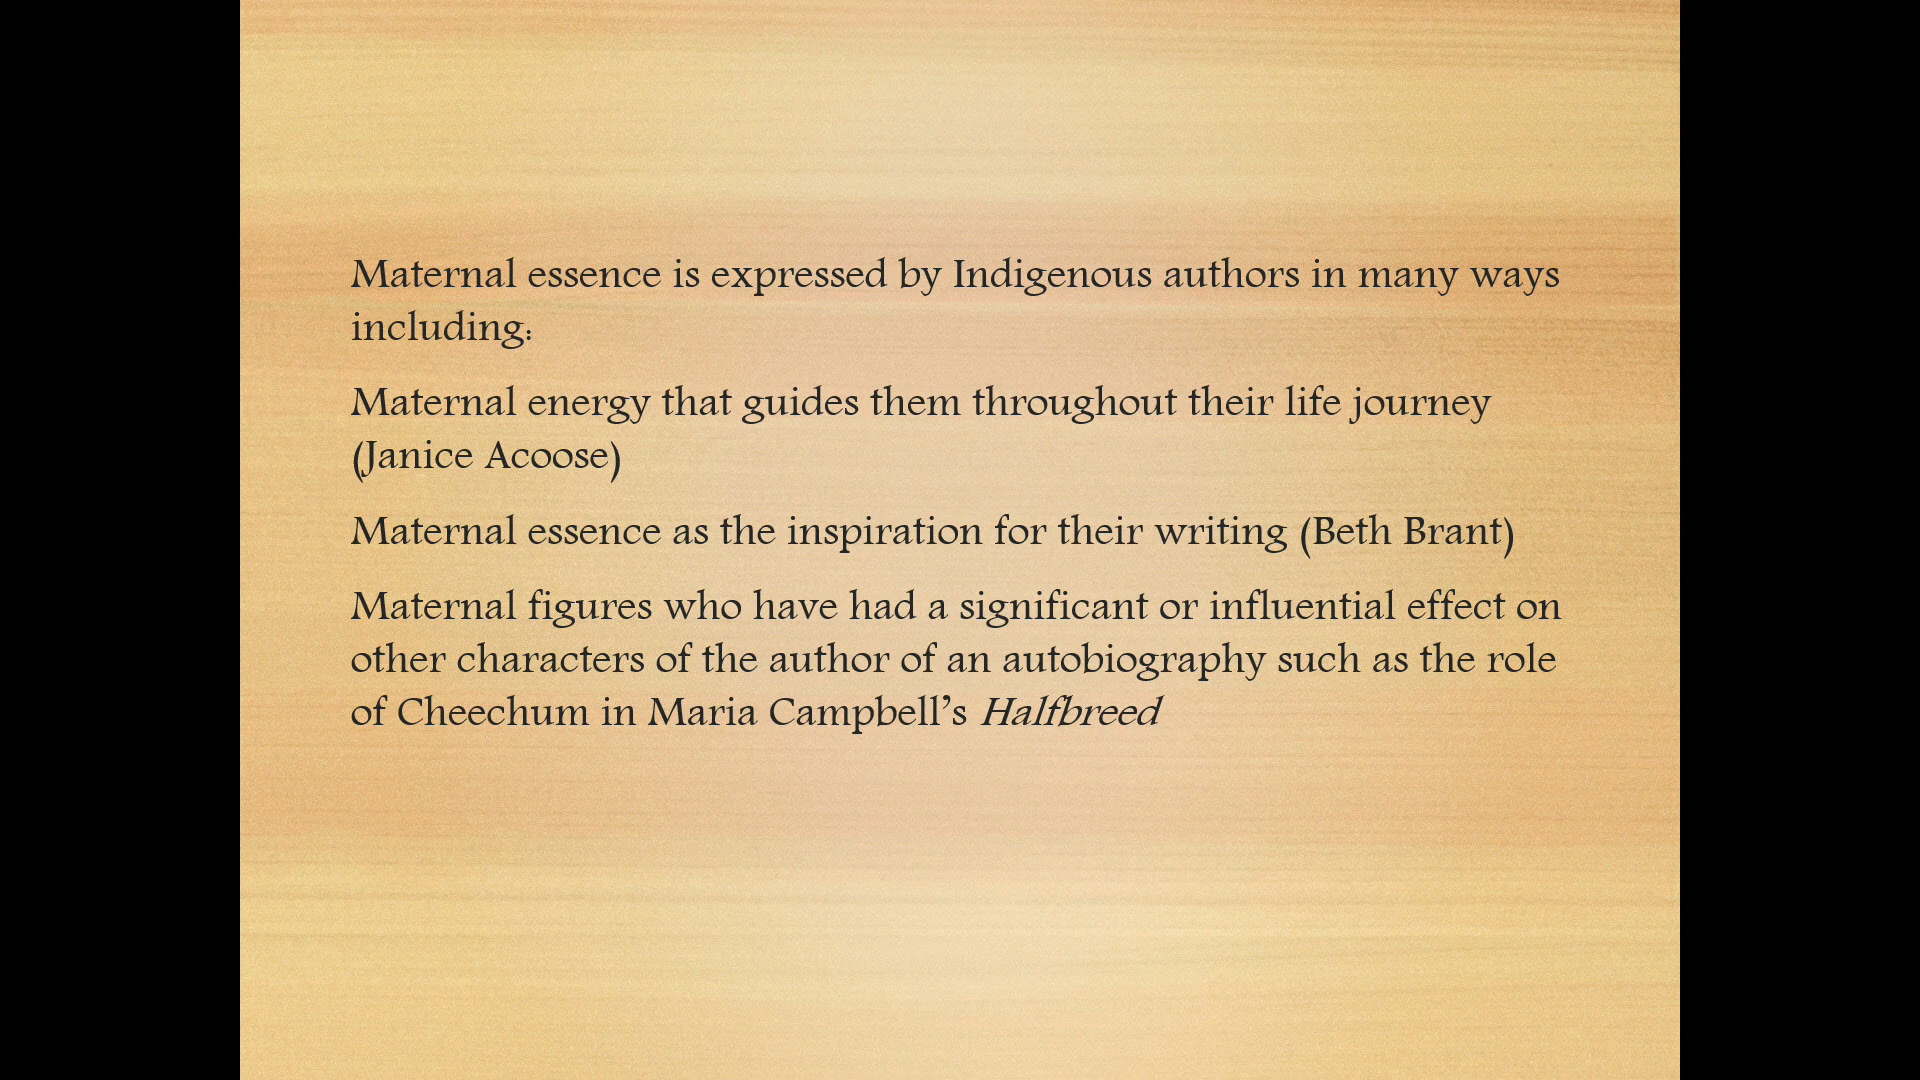 Maternal essence is expressed by Indigenous authors in many ways
including:
Maternal energy that guides them throughout their life journey
(Janice Acoose)
Maternal essence as the inspiration for their writing (Beth Brant)
Maternal figures who have had a significant or influential effect on
other characters of the author of an autobiography such as the role
of Cheechum in Maria Campbell’s Halfbreed